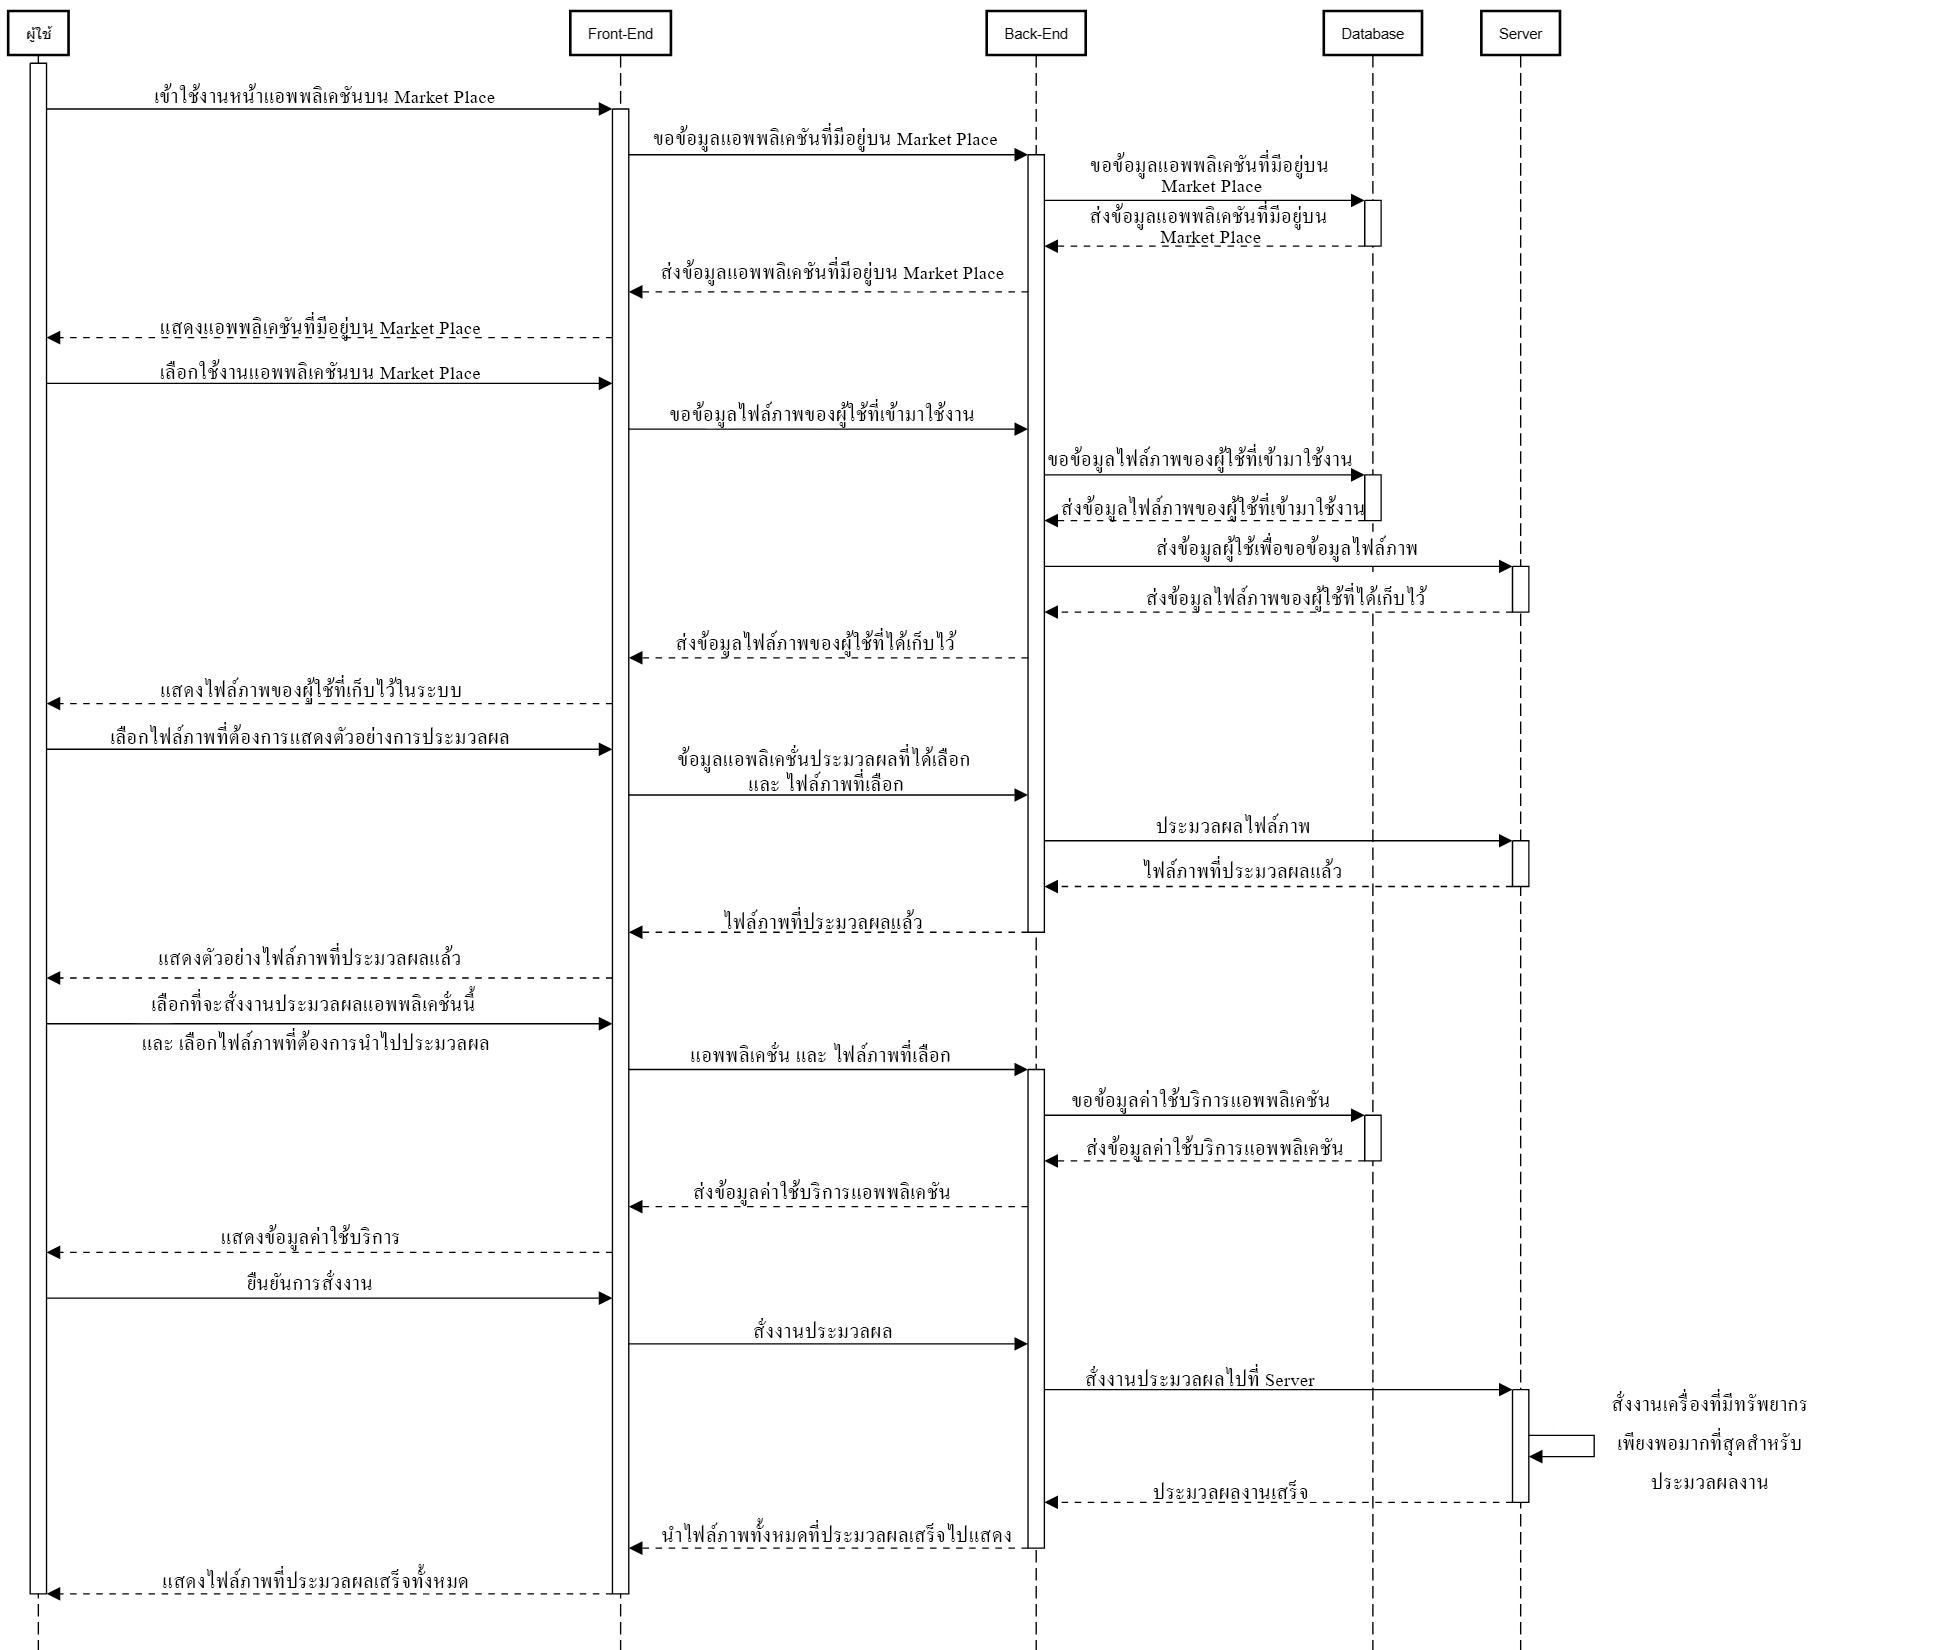 ผู้ใช้
Front-End
Back-End
Database
Server
เข้าใช้งานหน้าแอพพลิเคชันบน Market Place
ขอข้อมูลแอพพลิเคชันที่มีอยู่บน Market Place
ขอข้อมูลแอพพลิเคชันที่มีอยู่บน
Market Place
ส่งข้อมูลแอพพลิเคชันที่มีอยู่บน
Market Place
ส่งข้อมูลแอพพลิเคชันที่มีอยู่บน Market Place
แสดงแอพพลิเคชันที่มีอยู่บน Market Place
เลือกใช้งานแอพพลิเคชันบน Market Place
ขอข้อมูลไฟล์ภาพของผู้ใช้ที่เข้ามาใช้งาน
ขอข้อมูลไฟล์ภาพของผู้ใช้ที่เข้ามาใช้งาน
ส่งข้อมูลไฟล์ภาพของผู้ใช้ที่เข้ามาใช้งาน
ส่งข้อมูลผู้ใช้เพื่อขอข้อมูลไฟล์ภาพ
ส่งข้อมูลไฟล์ภาพของผู้ใช้ที่ได้เก็บไว้
ส่งข้อมูลไฟล์ภาพของผู้ใช้ที่ได้เก็บไว้
แสดงไฟล์ภาพของผู้ใช้ที่เก็บไว้ในระบบ
เลือกไฟล์ภาพที่ต้องการแสดงตัวอย่างการประมวลผล
ข้อมูลแอพลิเคชั่นประมวลผลที่ได้เลือก
และ ไฟล์ภาพที่เลือก
ประมวลผลไฟล์ภาพ
ไฟล์ภาพที่ประมวลผลแล้ว
ไฟล์ภาพที่ประมวลผลแล้ว
แสดงตัวอย่างไฟล์ภาพที่ประมวลผลแล้ว
เลือกที่จะสั่งงานประมวลผลแอพพลิเคชั่นนี้
และ เลือกไฟล์ภาพที่ต้องการนำไปประมวลผล
แอพพลิเคชั่น และ ไฟล์ภาพที่เลือก
ขอข้อมูลค่าใช้บริการแอพพลิเคชัน
ส่งข้อมูลค่าใช้บริการแอพพลิเคชัน
ส่งข้อมูลค่าใช้บริการแอพพลิเคชัน
แสดงข้อมูลค่าใช้บริการ
ยืนยันการสั่งงาน
สั่งงานประมวลผล
สั่งงานประมวลผลไปที่ Server
สั่งงานเครื่องที่มีทรัพยากร
เพียงพอมากที่สุดสำหรับ
ประมวลผลงาน
ประมวลผลงานเสร็จ
นำไฟล์ภาพทั้งหมดที่ประมวลผลเสร็จไปแสดง
แสดงไฟล์ภาพที่ประมวลผลเสร็จทั้งหมด